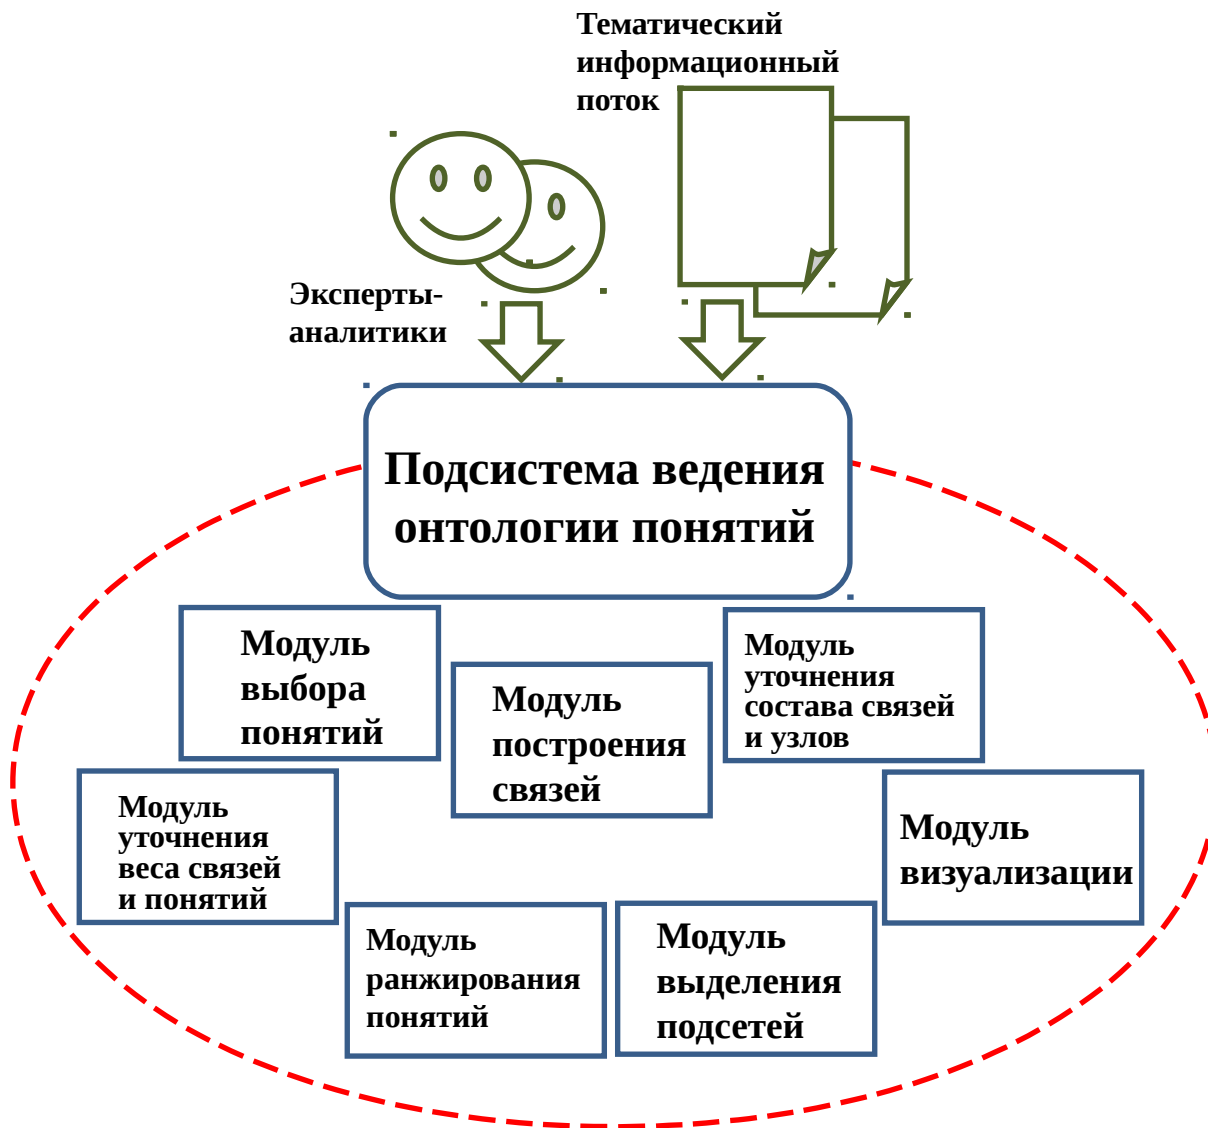 Тематический
информационный
поток
Эксперты-
аналитики
Подсистема ведения
онтологии понятий
Модуль
выбора
понятий
Модуль
построения
связей
Модуль
уточнения
состава связей
и узлов
Модуль
уточнения
веса связей
и понятий
Модуль
визуализации
Модуль
ранжирования
понятий
Модуль
выделения
подсетей